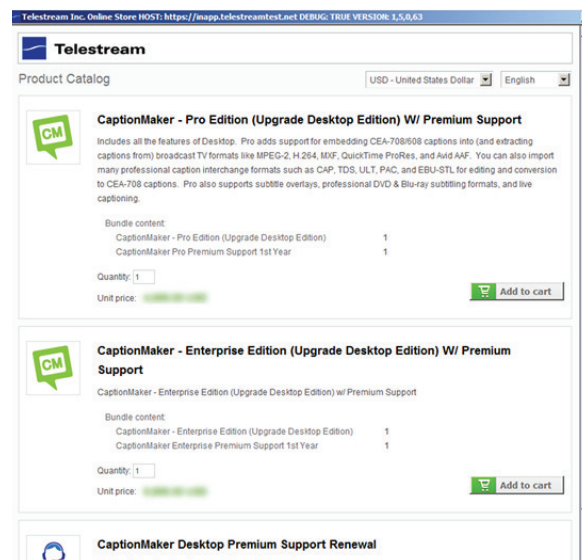 Telestream Inc. Online Store HOST: https://inapp.telestreamtest.net DEBUG: TRUE VERSION: 1,5,0,63
Telestream
Product Catalog
USD - United States Dollar
English
CM
CaptionMaker - Pro Edition (Upgrade Desktop Edition) W/ Premium Support
Includes all the features of Desktop. Pro adds support for embedding CEA-708/608 captions into (and extracting
captions from) broadcast TV formats like MPEG-2, H.264, MXF, QuickTime ProRes, and Avid AAF. You can also import
many professional caption interchange formats such as CAP, TDS, ULT, PAC, and EBU-STL for editing and conversion
to CEA-708 captions. Pro also supports subtitle overlays, professional DVD & Blu-ray subtitling formats, and live
captioning.
Bundle content:
CaptionMaker - Pro Edition (Upgrade Desktop Edition) 1
CaptionMaker Pro Premium Support 1st Year 1
Quantity: 1
Unit price:
Add to cart
CM
CaptionMaker - Enterprise Edition (Upgrade Desktop Edition) W/ Premium
Support
CaptionMaker - Enterprise Edition (Upgrade Desktop Edition) w/ Premium Support
Bundle content:
CaptionMaker - Enterprise Edition (Upgrade Desktop Edition) 1
CaptionMaker Enterprise Premium Support 1st Year 1
Quantity: 1
Unit price:
Add to cart
CaptionMaker Desktop Premium Support Renewal